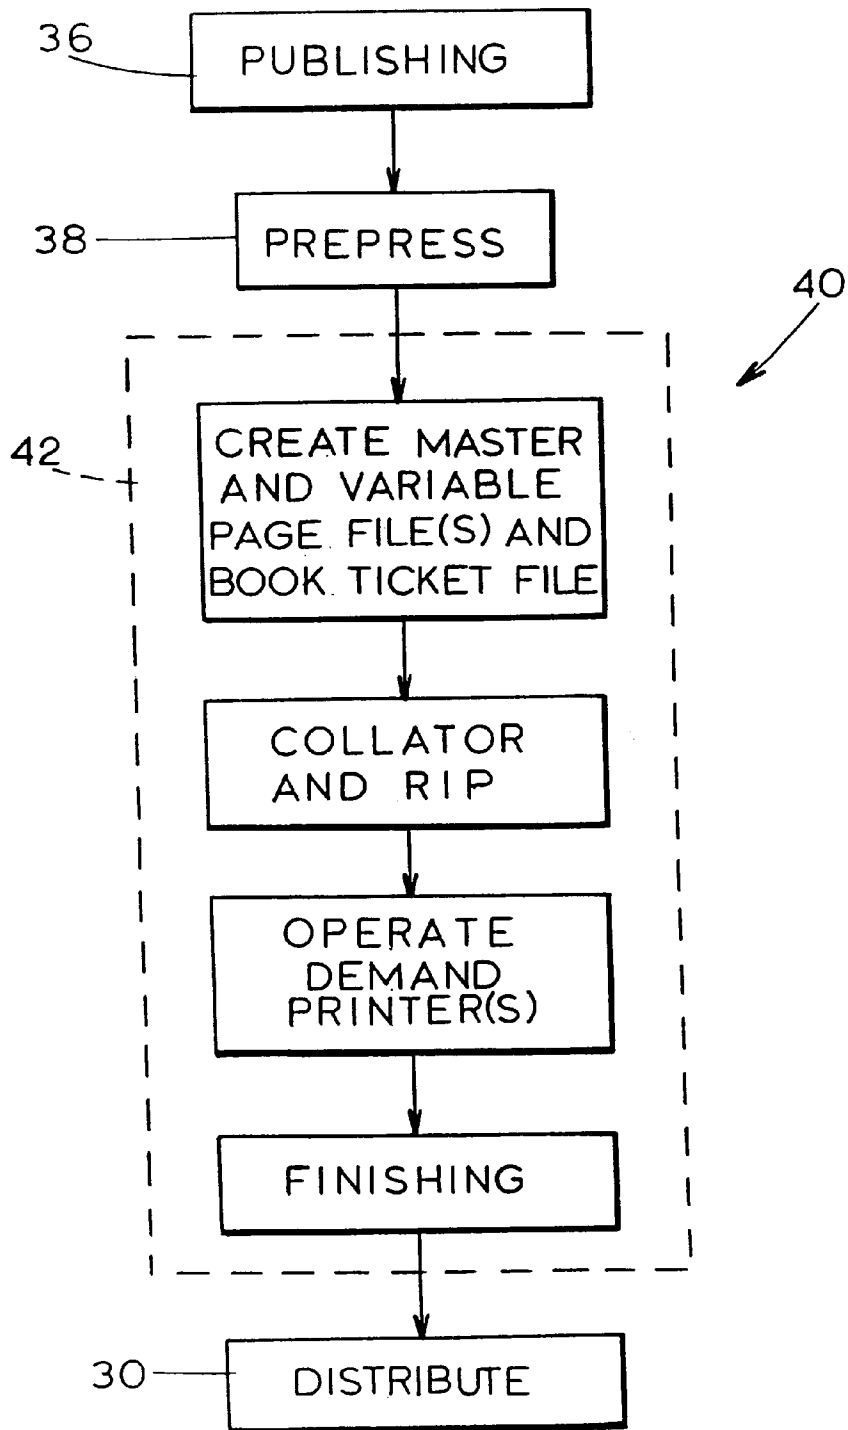 36
PUBLISHING
38
PREPRESS
40
42
CREATE MASTER
AND VARIABLE
PAGE FILE(S) AND
BOOK TICKET FILE
COLLATOR
AND RIP
OPERATE
DEMAND
PRINTER(S)
FINISHING
30
DISTRIBUTE